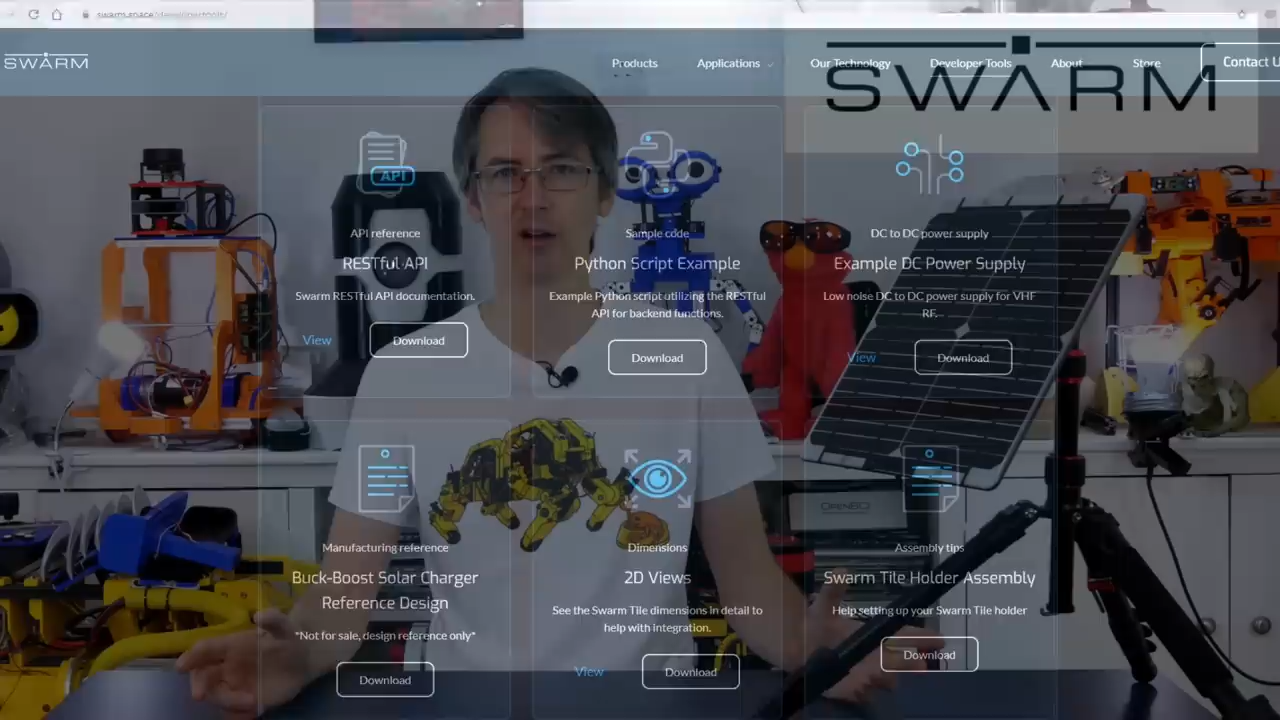 SWARM
Products
Applications
Our Technology
Developer Tools
About
Store
Contact U
SWARM
API
API reference
RESTful API
Swarm RESTful API documentation.
View
Download
Sample code
Python Script Example
Example Python script utilizing the RESTful
API for backend functions.
Download
DC to DC power supply
Example DC Power Supply
Low noise DC to DC power supply for VHF
RF.
View
Download
Manufacturing reference
Buck-Boost Solar Charger
Reference Design
*Not for sale, design reference only*
Download
Dimensions
2D Views
See the Swarm Tile dimensions in detail to
help with integration.
View
Download
Assembly tips
Swarm Tile Holder Assembly
Help setting up your Swarm Tile holder
Download